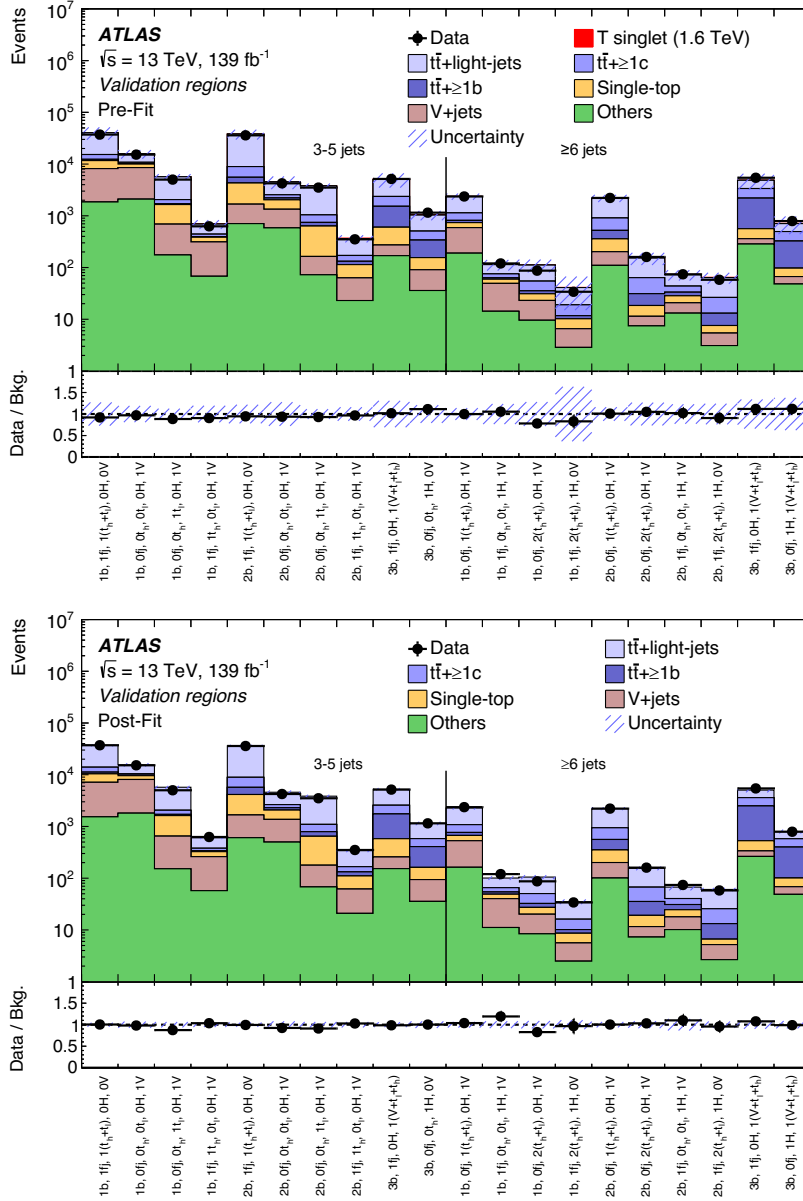 Events
10⁷
10⁶
10⁵
10⁴
10³
10²
10
1
ATLAS
√s = 13 TeV, 139 fb⁻¹
Validation regions
Pre-Fit
Data
T singlet (1.6 TeV)
tt̄+light-jets
tt̄+≥1c
tt̄+≥1b
Single-top
V+jets
Others
Uncertainty
3-5 jets
≥6 jets
Data / Bkg.
1.5
1
0.5
0
1b, 1fj, 1(tₕ+tₗ), 0H, 0V
1b, 0fj, 0tₕ, 0tₗ, 0H, 1V
1b, 0fj, 0tₕ, 1tₗ, 0H, 1V
1b, 1fj, 1tₕ, 0tₗ, 0H, 1V
2b, 1fj, 1(tₕ+tₗ), 0H, 0V
2b, 0fj, 0tₕ, 0tₗ, 0H, 1V
2b, 0fj, 0tₕ, 1tₗ, 0H, 1V
2b, 1fj, 1tₕ, 0tₗ, 0H, 1V
3b, 1fj, 0H, 1(V+tₗ+tₕ)
3b, 0fj, 0tₗ, 1H, 0V
1b, 0fj, 1(tₕ+tₗ), 0H, 1V
1b, 1fj, 0tₗ, 1H, 1V
1b, 0fj, 2(tₕ+tₗ), 0H, 1V
1b, 1fj, 2(tₕ+tₗ), 1H, 0V
2b, 0fj, 1(tₕ+tₗ), 0H, 1V
2b, 0fj, 2(tₕ+tₗ), 0H, 1V
2b, 0fj, 0tₗ, 1H, 1V
2b, 1fj, 2(tₕ+tₗ), 1H, 0V
3b, 1fj, 0H, 1(V+tₗ+tₕ)
3b, 0fj, 1H, 1(V+tₗ+tₕ)
Events
10⁷
10⁶
10⁵
10⁴
10³
10²
10
1
ATLAS
√s = 13 TeV, 139 fb⁻¹
Validation regions
Post-Fit
Data
tt̄+light-jets
tt̄+≥1c
tt̄+≥1b
Single-top
V+jets
Others
Uncertainty
3-5 jets
≥6 jets
Data / Bkg.
1.5
1
0.5
0
1b, 1fj, 1(tₕ+tₗ), 0H, 0V
1b, 0fj, 0tₕ, 0tₗ, 0H, 1V
1b, 0fj, 0tₕ, 1tₗ, 0H, 1V
1b, 1fj, 1tₕ, 0tₗ, 0H, 1V
2b, 1fj, 1(tₕ+tₗ), 0H, 0V
2b, 0fj, 0tₕ, 0tₗ, 0H, 1V
2b, 0fj, 0tₕ, 1tₗ, 0H, 1V
2b, 1fj, 1tₕ, 0tₗ, 0H, 1V
3b, 1fj, 0H, 1(V+tₗ+tₕ)
3b, 0fj, 0tₗ, 1H, 0V
1b, 0fj, 1(tₕ+tₗ), 0H, 1V
1b, 1fj, 0tₗ, 1H, 1V
1b, 0fj, 2(tₕ+tₗ), 0H, 1V
1b, 1fj, 2(tₕ+tₗ), 1H, 0V
2b, 0fj, 1(tₕ+tₗ), 0H, 1V
2b, 0fj, 2(tₕ+tₗ), 0H, 1V
2b, 0fj, 0tₗ, 1H, 1V
2b, 1fj, 2(tₕ+tₗ), 1H, 0V
3b, 1fj, 0H, 1(V+tₗ+tₕ)
3b, 0fj, 1H, 1(V+tₗ+tₕ)